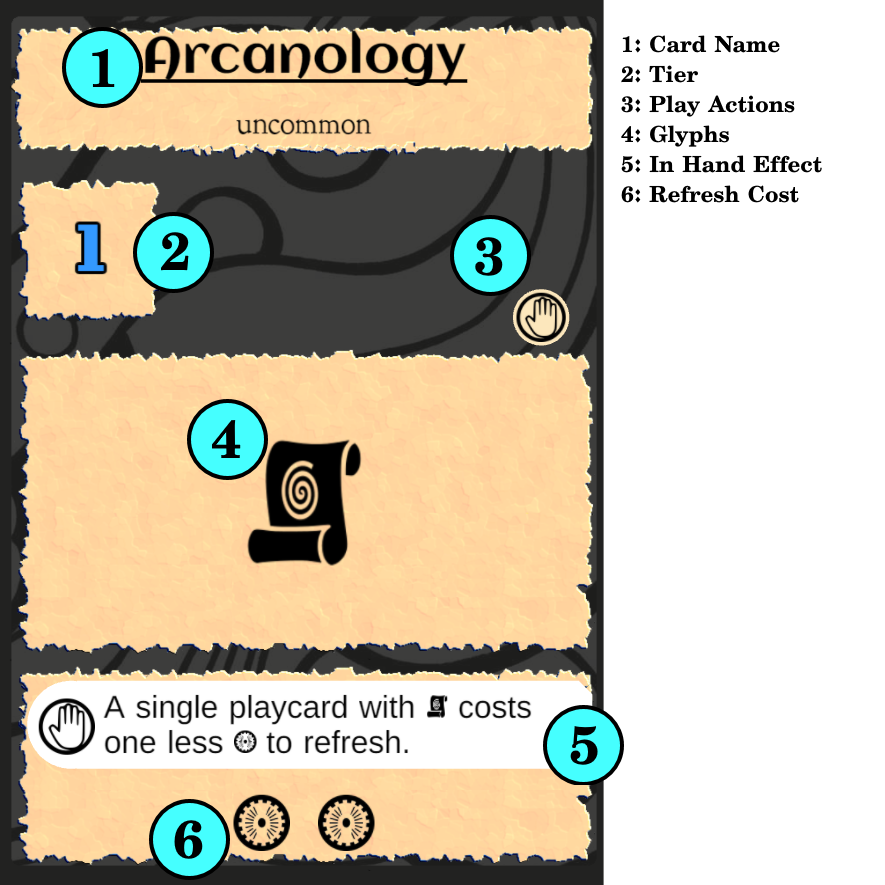 1 Arcanology
uncommon
1 2 3
4
A single playcard with costs
one less to refresh.
5
6
1: Card Name
2: Tier
3: Play Actions
4: Glyphs
5: In Hand Effect
6: Refresh Cost